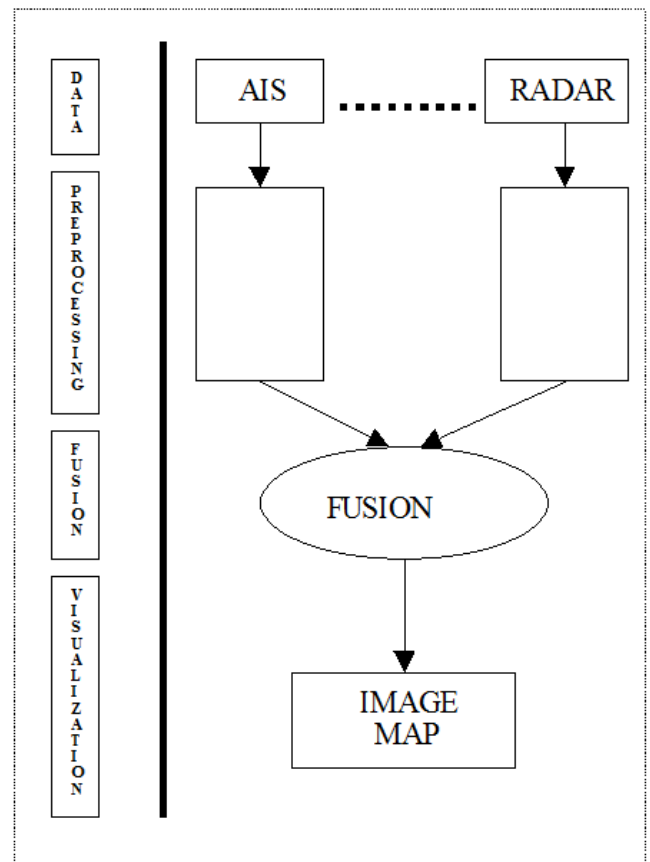 DATA
AIS
RADAR
PREPROCESSING
FUSION
FUSION
VISUALIZATION
IMAGE
MAP